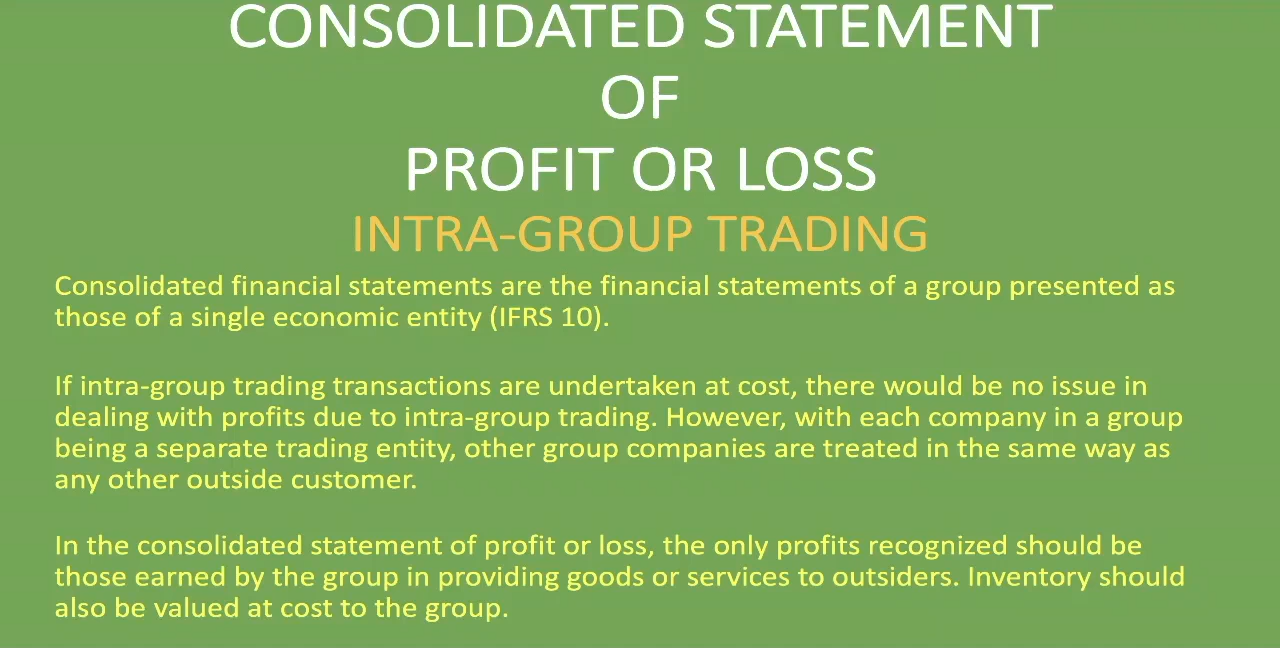 CONSOLIDATED STATEMENT
OF
PROFIT OR LOSS
INTRA-GROUP TRADING
Consolidated financial statements are the financial statements of a group presented as
those of a single economic entity (IFRS 10).
If intra-group trading transactions are undertaken at cost, there would be no issue in
dealing with profits due to intra-group trading. However, with each company in a group
being a separate trading entity, other group companies are treated in the same way as
any other outside customer.
In the consolidated statement of profit or loss, the only profits recognized should be
those earned by the group in providing goods or services to outsiders. Inventory should
also be valued at cost to the group.